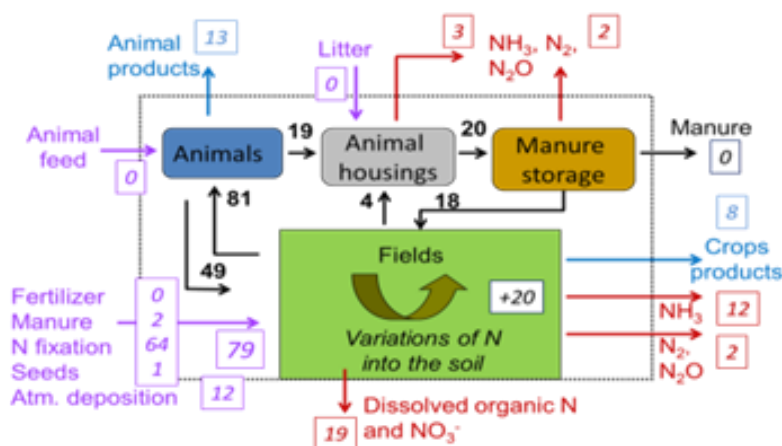 Animal products 13
Litter 0
3 NH₃, N₂, N₂O 2
Animal feed 0
Animals
19
Animal housings
20
Manure storage
Manure 0
81
4
18
49
Fields
+20
Variations of N into the soil
8 Crops products
NH₃ 12
N₂, N₂O 2
Fertilizer 0
Manure 2
N fixation 64
Seeds 1
79
Atm. deposition 12
19 Dissolved organic N and NO₃⁻